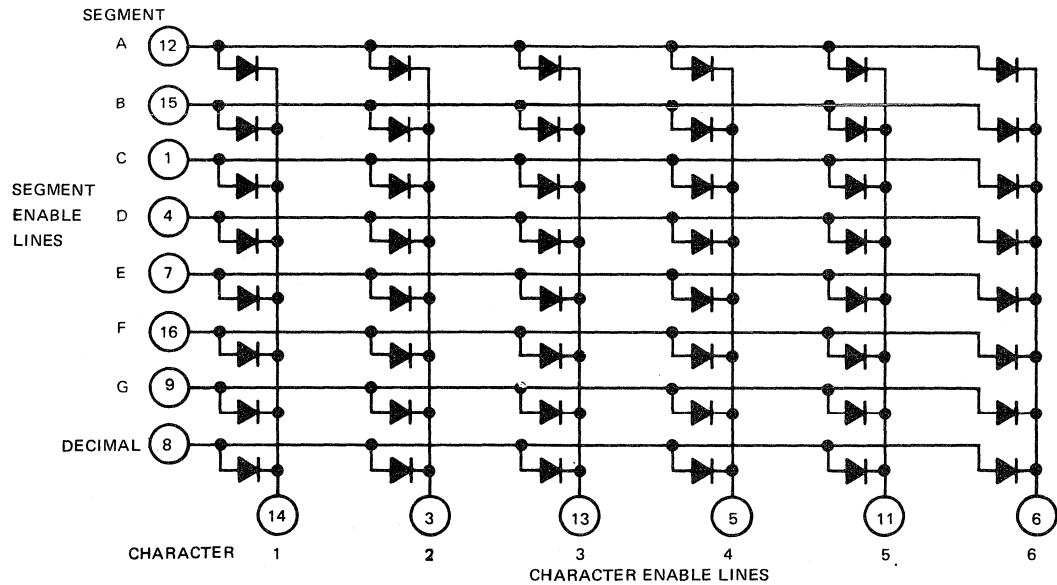 SEGMENT
A 12
B 15
C 1
SEGMENT
ENABLE
LINES
D 4
E 7
F 16
G 9
DECIMAL 8
14 3 13 5 11 6
CHARACTER 1 2 3 4 5 6
CHARACTER ENABLE LINES